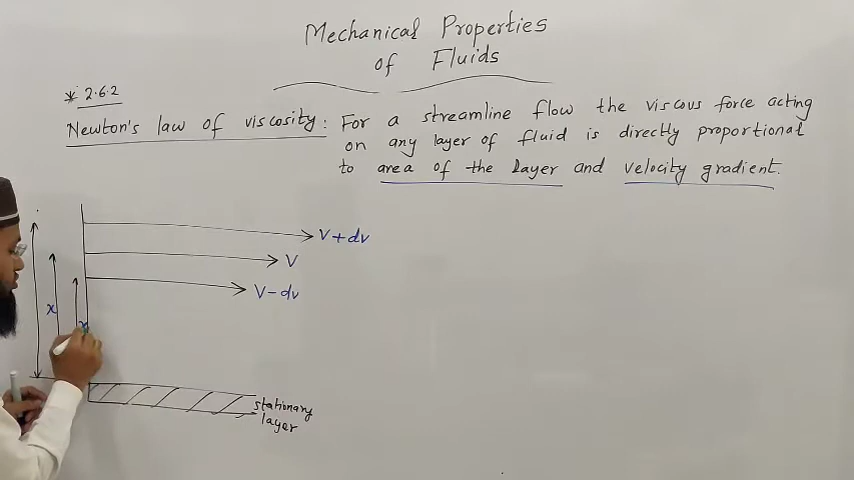 Mechanical Properties
of Fluids
* 2.6.2
Newton's law of viscosity: For a streamline flow the viscous force acting
on any layer of fluid is directly proportional
to area of the layer and velocity gradient.
V+dv
V
V-dv
x
x
stationary
layer